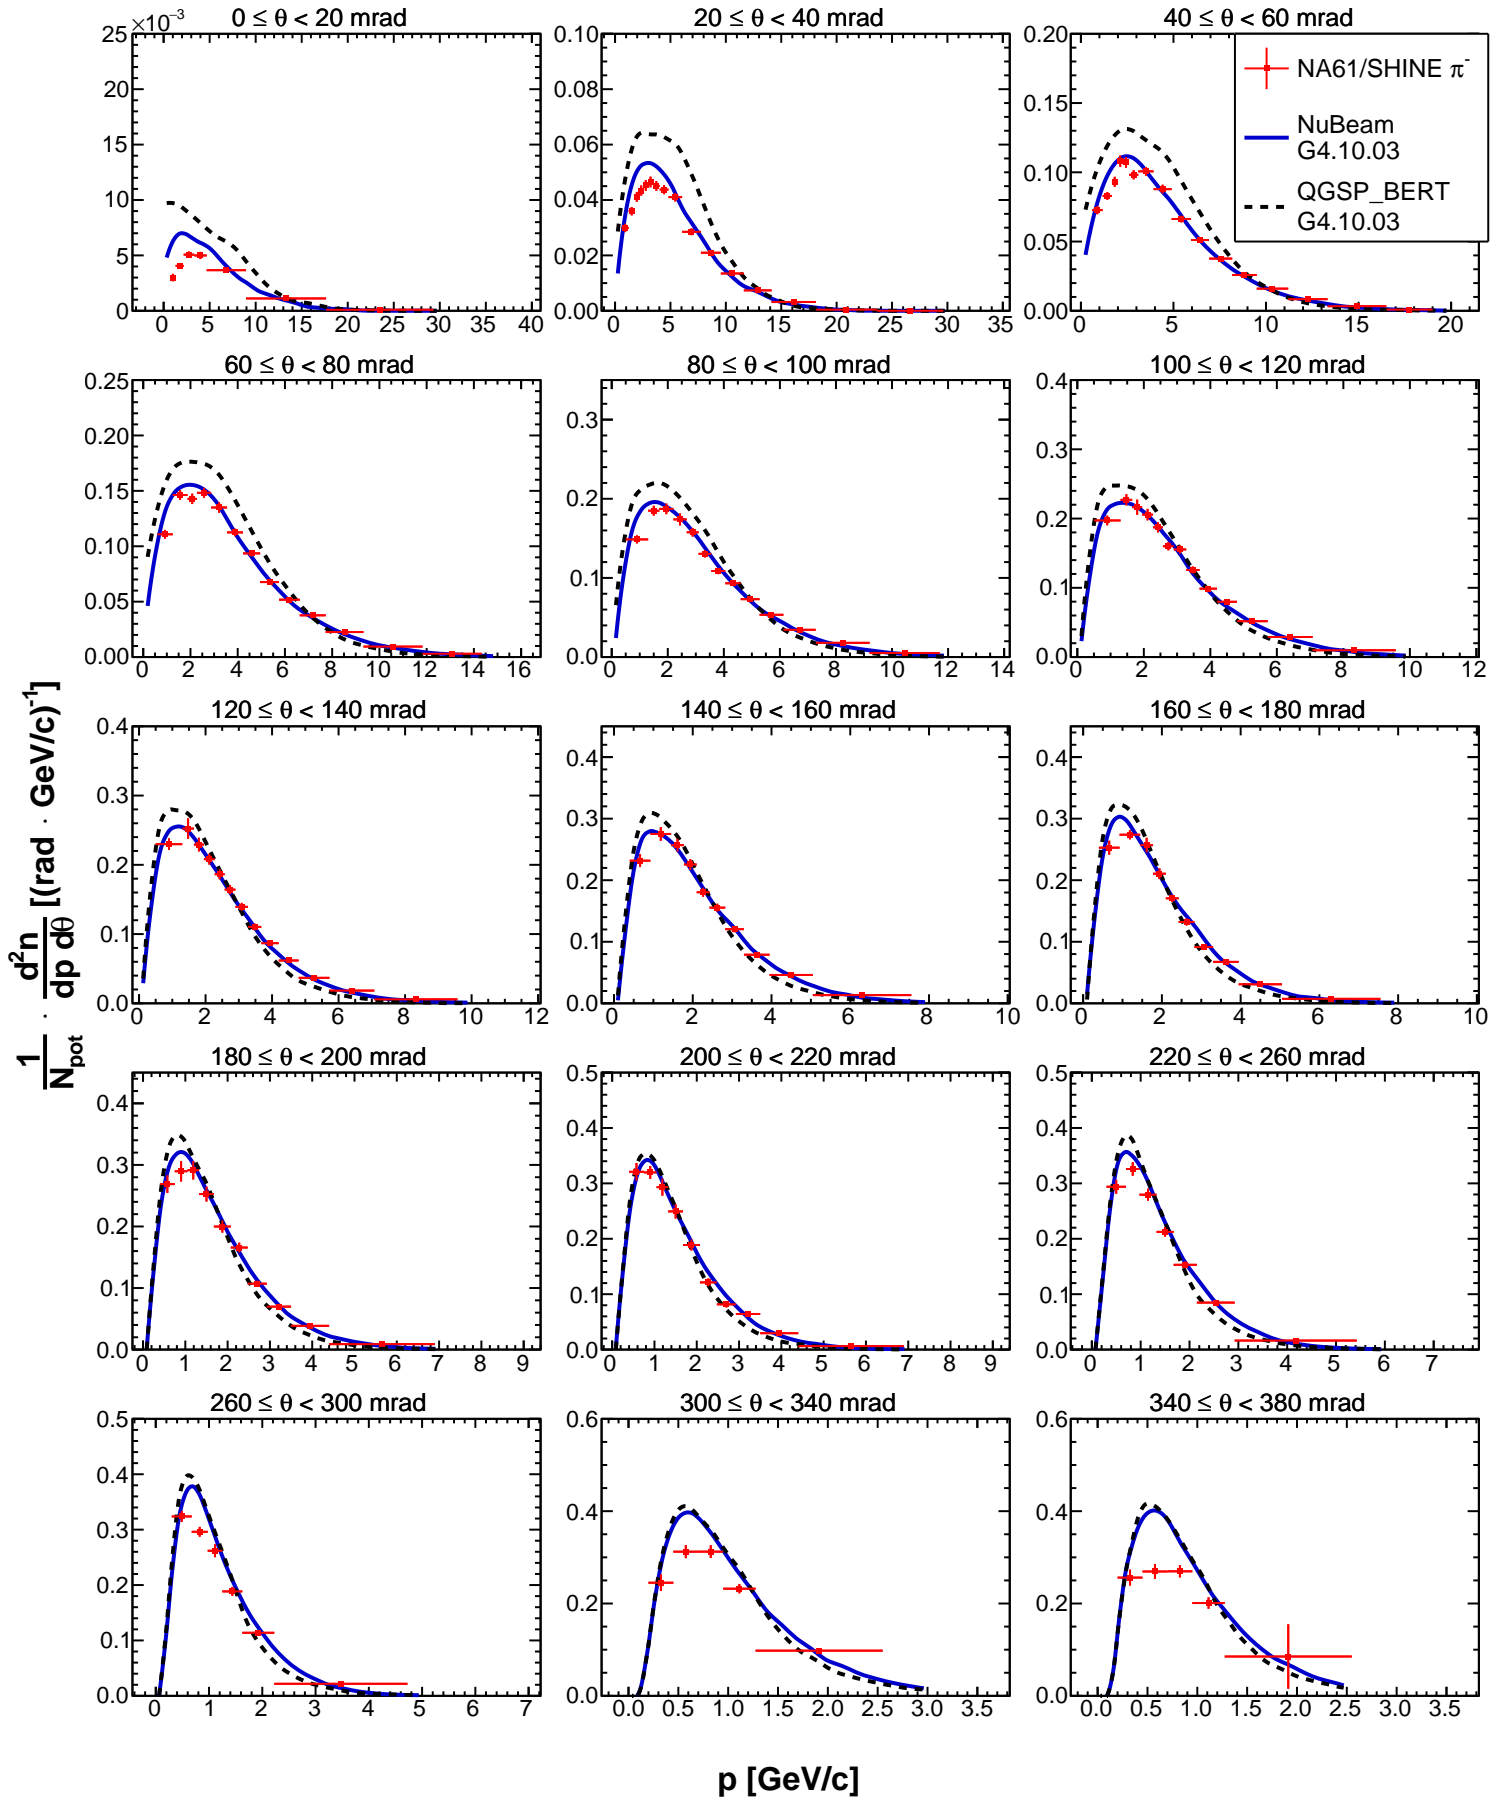 ×10⁻³
0 ≤ θ < 20 mrad
25
20
15
10
5
0
0 5 10 15 20 25 30 35 40
20 ≤ θ < 40 mrad
0.10
0.08
0.06
0.04
0.02
0.00
0 5 10 15 20 25 30 35
40 ≤ θ < 60 mrad
0.20
0.15
0.10
0.05
0.00
0 5 10 15 20
NA61/SHINE π⁻
NuBeam
G4.10.03
QGSP_BERT
G4.10.03
60 ≤ θ < 80 mrad
0.25
0.20
0.15
0.10
0.05
0.00
0 2 4 6 8 10 12 14 16
80 ≤ θ < 100 mrad
0.3
0.2
0.1
0.0
0 2 4 6 8 10 12 14
100 ≤ θ < 120 mrad
0.4
0.3
0.2
0.1
0.0
0 2 4 6 8 10 12
120 ≤ θ < 140 mrad
0.4
0.3
0.2
0.1
0.0
0 2 4 6 8 10 12
140 ≤ θ < 160 mrad
0.4
0.3
0.2
0.1
0.0
0 2 4 6 8 10
160 ≤ θ < 180 mrad
0.4
0.3
0.2
0.1
0.0
0 2 4 6 8 10
180 ≤ θ < 200 mrad
0.4
0.3
0.2
0.1
0.0
0 1 2 3 4 5 6 7 8 9
200 ≤ θ < 220 mrad
0.5
0.4
0.3
0.2
0.1
0.0
0 1 2 3 4 5 6 7 8 9
220 ≤ θ < 260 mrad
0.5
0.4
0.3
0.2
0.1
0.0
0 1 2 3 4 5 6 7
260 ≤ θ < 300 mrad
0.5
0.4
0.3
0.2
0.1
0.0
0 1 2 3 4 5 6 7
300 ≤ θ < 340 mrad
0.6
0.4
0.2
0.0
0.0 0.5 1.0 1.5 2.0 2.5 3.0 3.5
340 ≤ θ < 380 mrad
0.6
0.4
0.2
0.0
0.0 0.5 1.0 1.5 2.0 2.5 3.0 3.5
1/N_pot · d²n/dp dθ [(rad · GeV/c)⁻¹]
p [GeV/c]